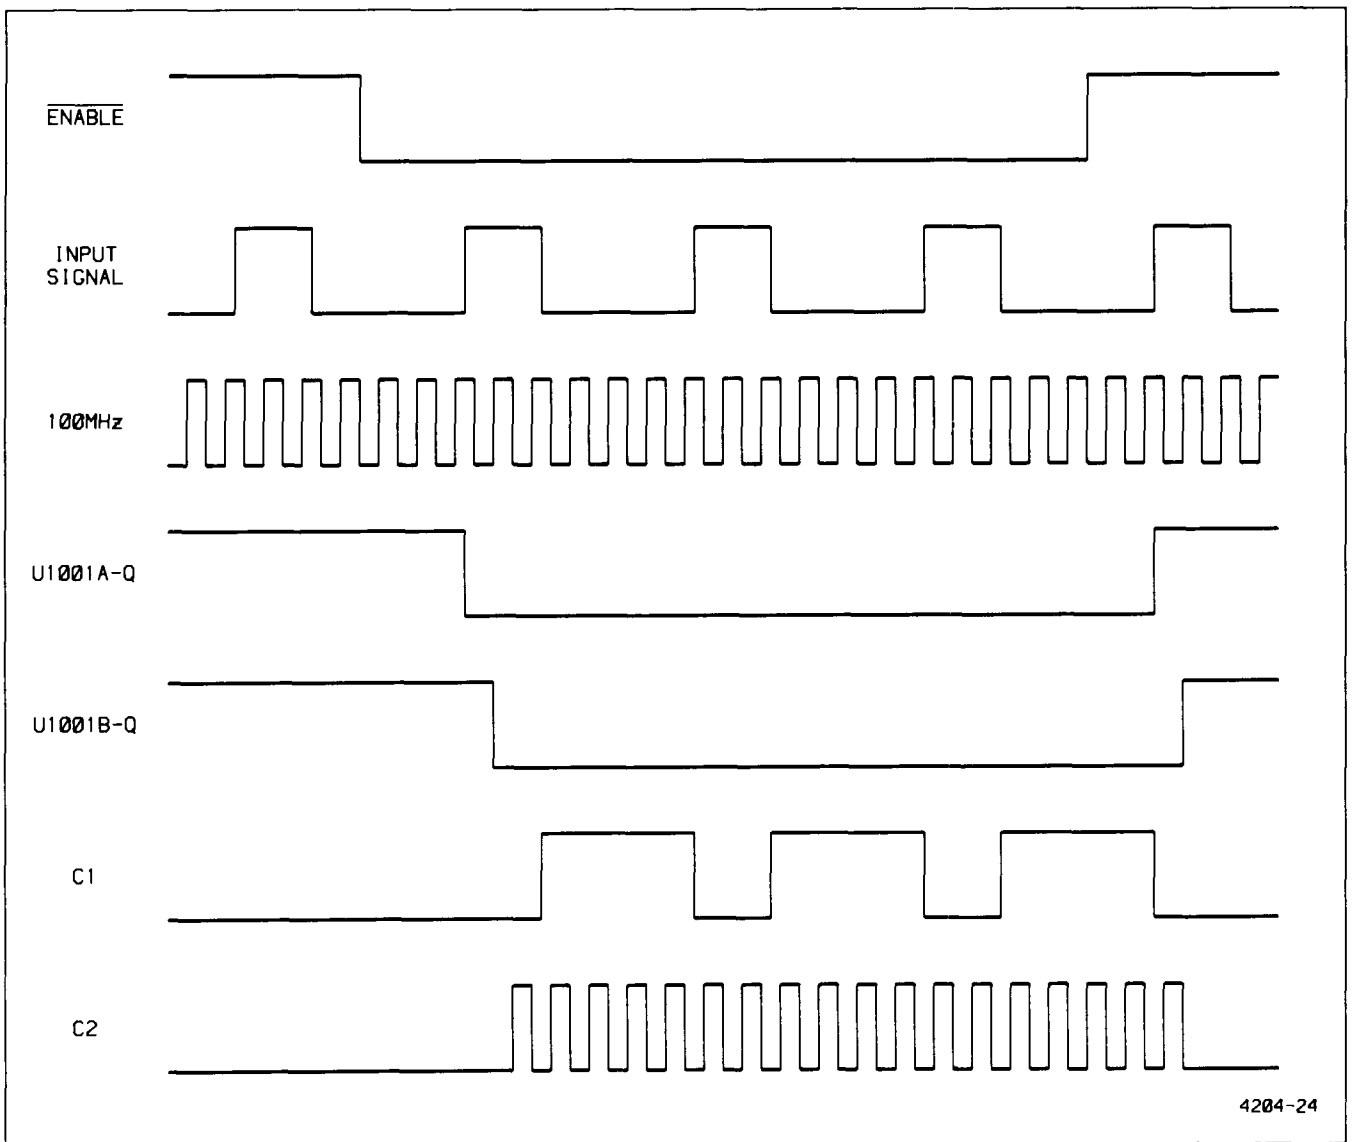 ENABLE
INPUT
SIGNAL
100MHz
U1001A-Q
U1001B-Q
C1
C2
4204-24